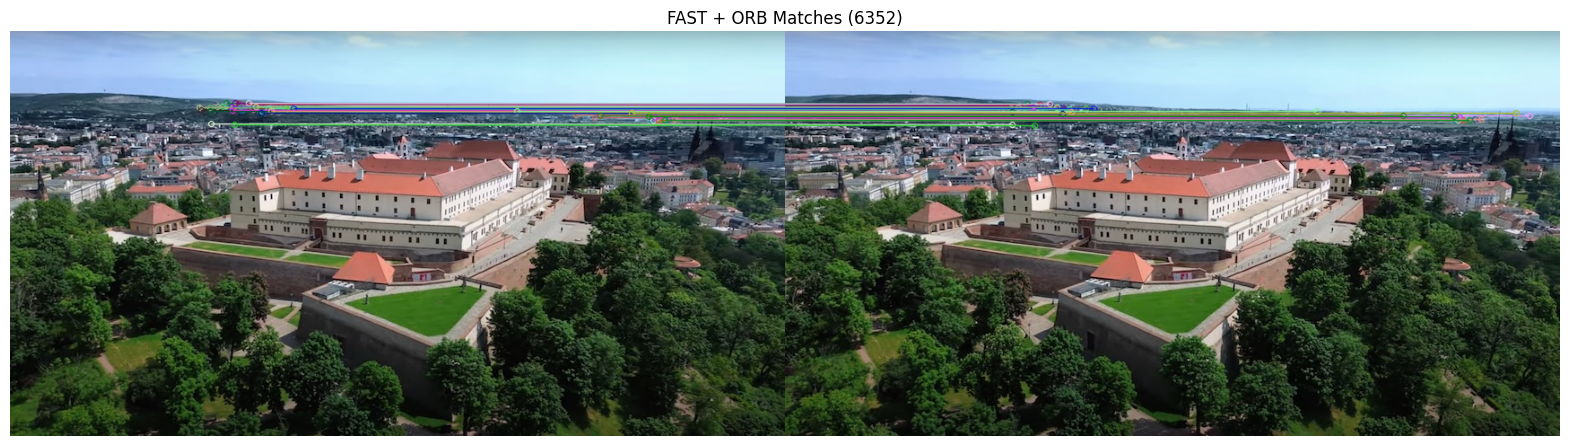 FAST + ORB Matches (6352)